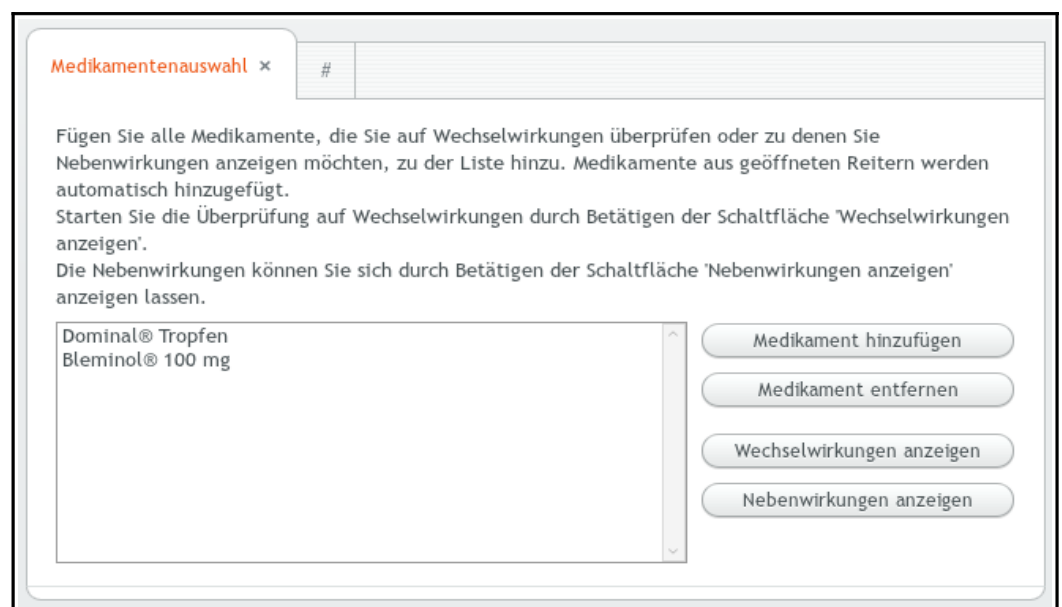 Medikamentenauswahl ×
#
Fügen Sie alle Medikamente, die Sie auf Wechselwirkungen überprüfen oder zu denen Sie
Nebenwirkungen anzeigen möchten, zu der Liste hinzu. Medikamente aus geöffneten Reitern werden
automatisch hinzugefügt.
Starten Sie die Überprüfung auf Wechselwirkungen durch Betätigen der Schaltfläche 'Wechselwirkungen
anzeigen'.
Die Nebenwirkungen können Sie sich durch Betätigen der Schaltfläche 'Nebenwirkungen anzeigen'
anzeigen lassen.
Dominal® Tropfen
Bleminol® 100 mg
Medikament hinzufügen
Medikament entfernen
Wechselwirkungen anzeigen
Nebenwirkungen anzeigen